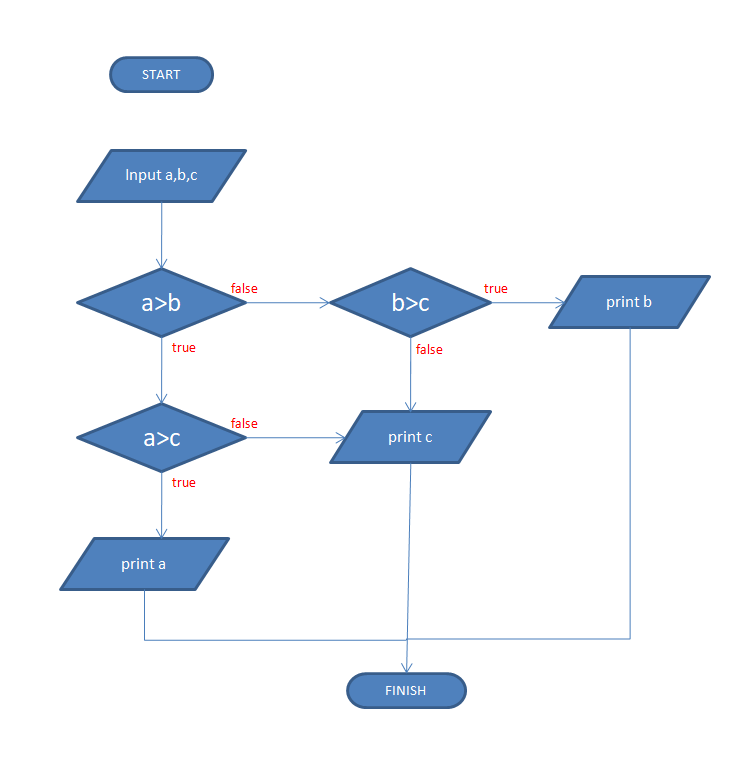 START
Input a,b,c
a>b
false
b>c
true
print b
true
false
a>c
false
print c
true
print a
FINISH